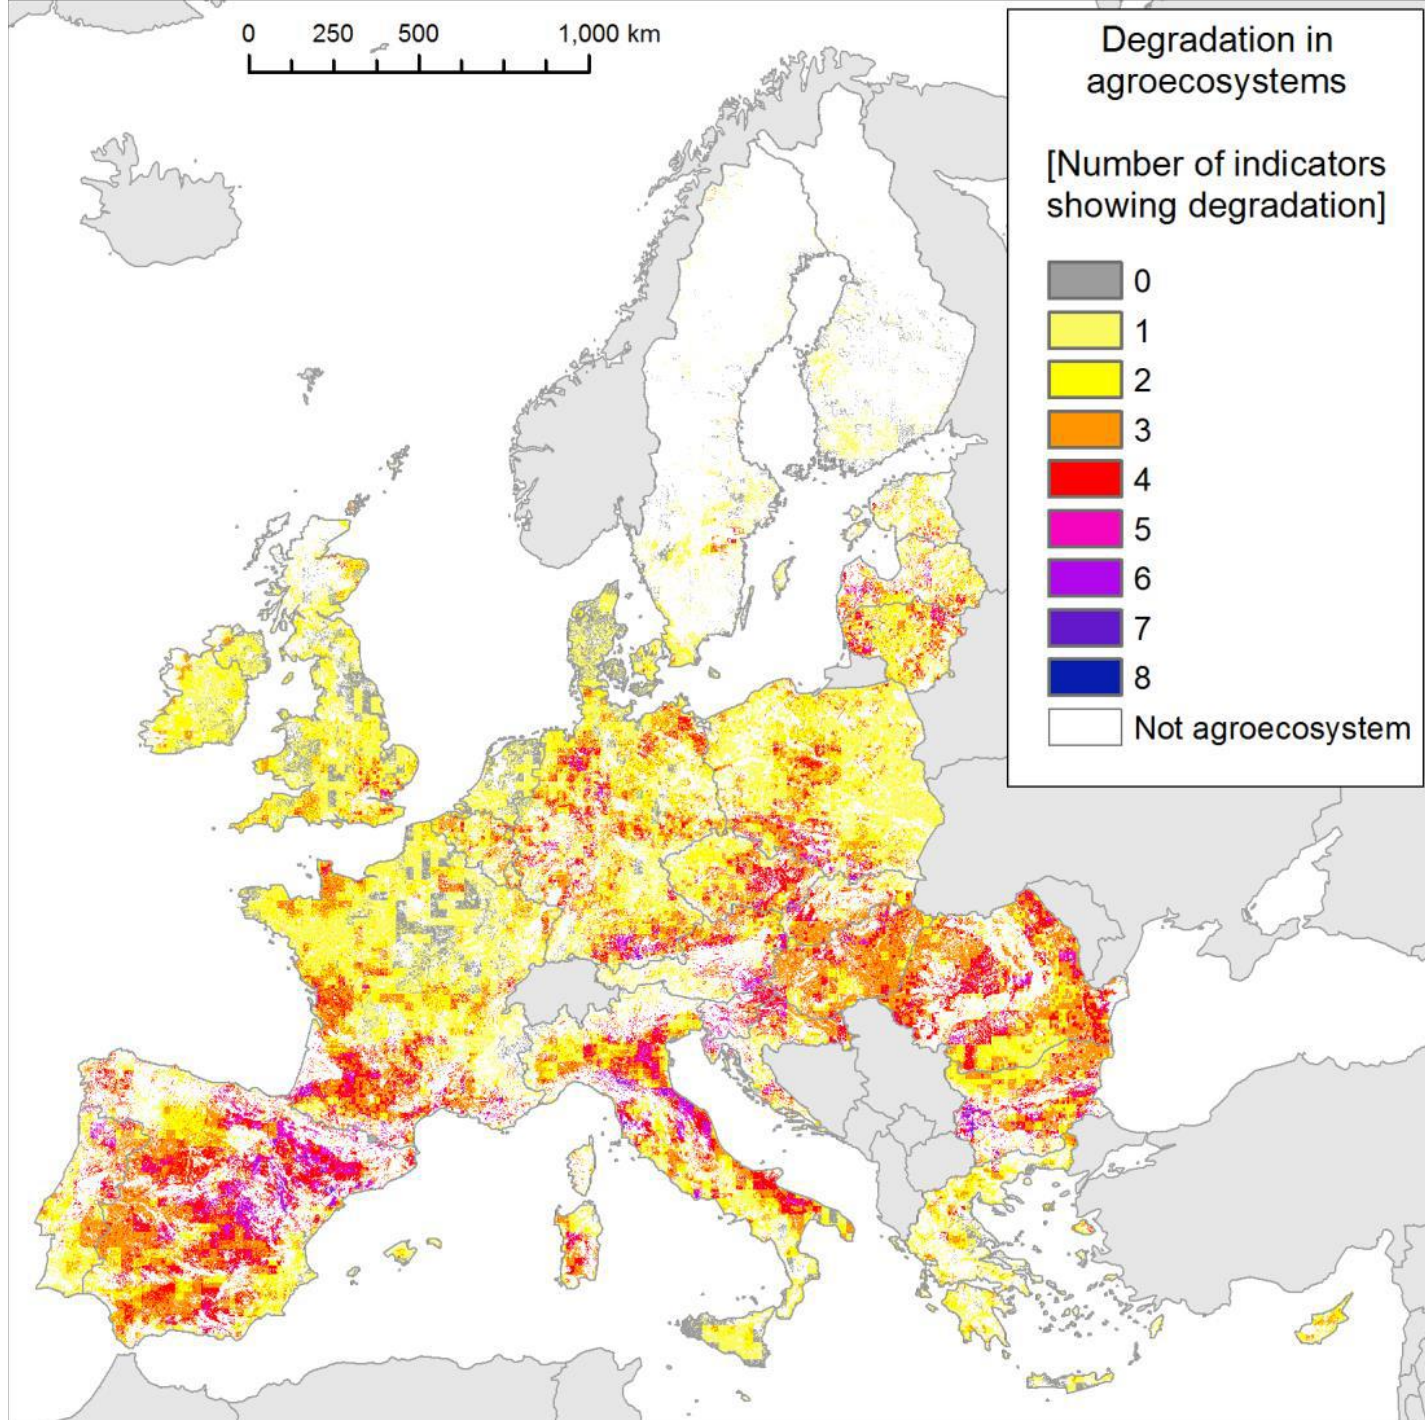 0 250 500 1,000 km
Degradation in
agroecosystems
[Number of indicators
showing degradation]
0
1
2
3
4
5
6
7
8
Not agroecosystem